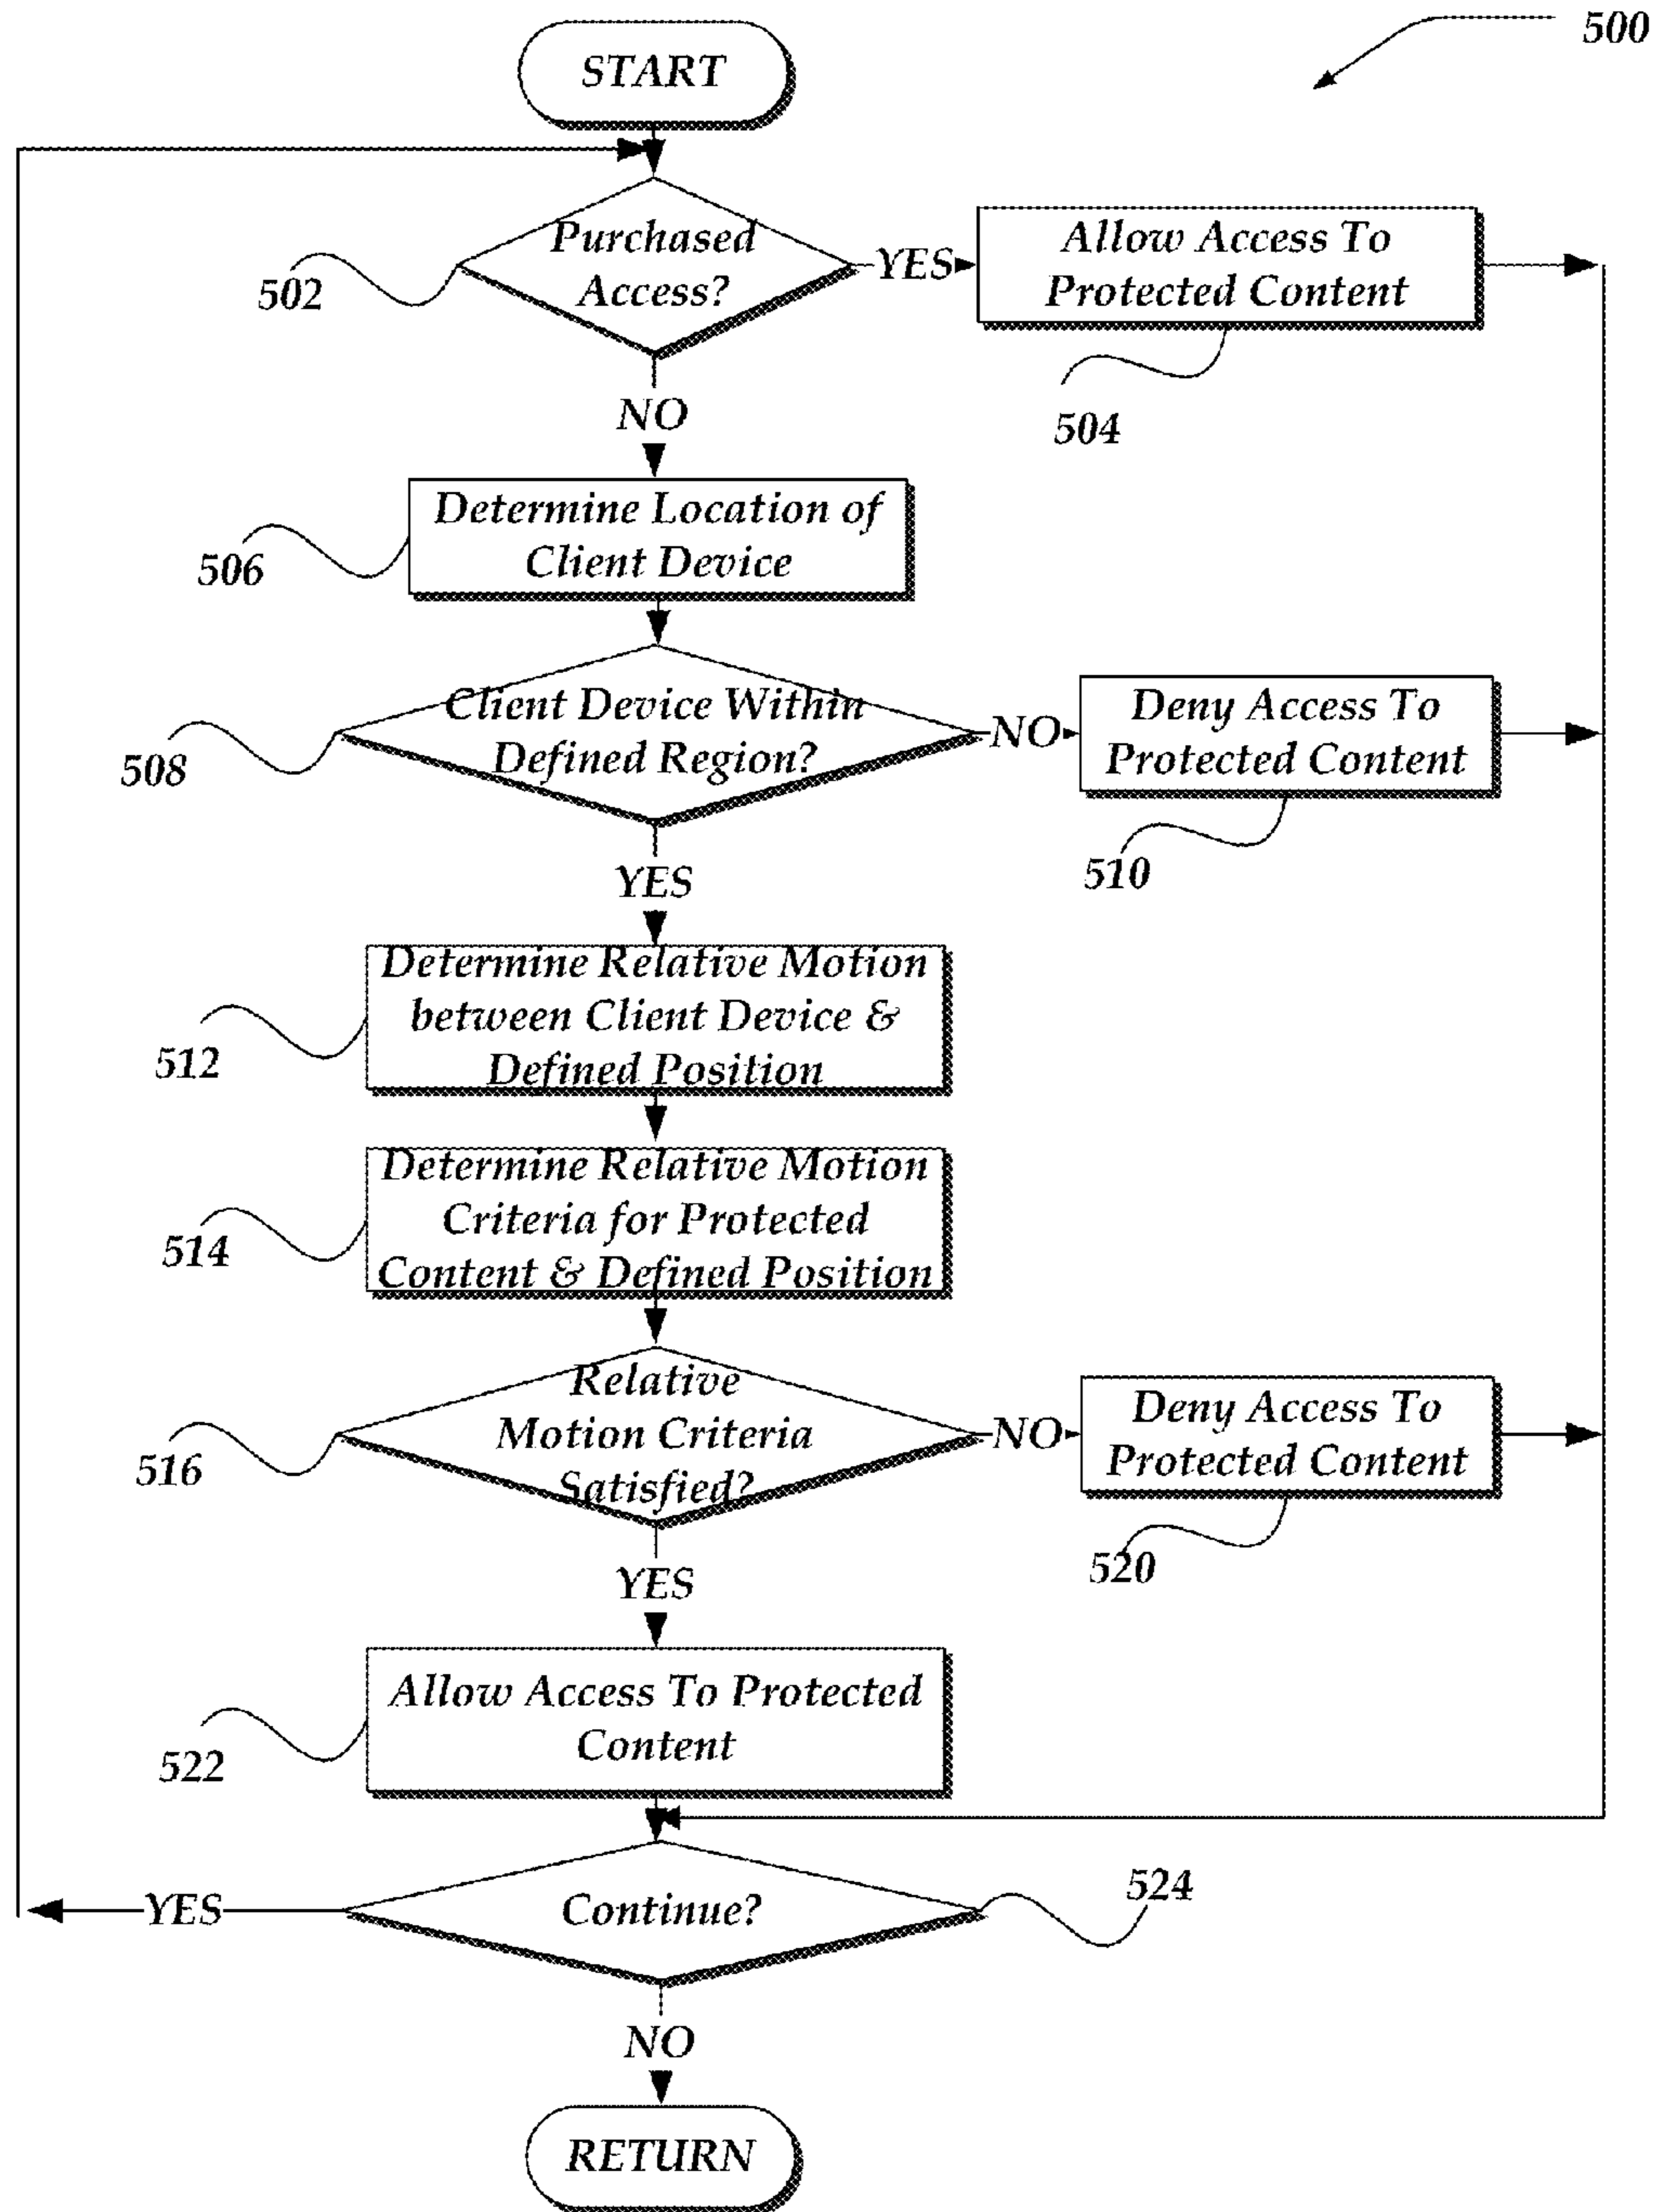 500
START
Purchased
Access?
502
YES
Allow Access To
Protected Content
504
NO
Determine Location of
Client Device
506
Client Device Within
Defined Region?
508
NO
Deny Access To
Protected Content
510
YES
Determine Relative Motion
between Client Device &
Defined Position
512
Determine Relative Motion
Criteria for Protected
Content & Defined Position
514
Relative
Motion Criteria
Satisfied?
516
NO
Deny Access To
Protected Content
520
YES
Allow Access To Protected
Content
522
Continue?
524
YES
NO
RETURN